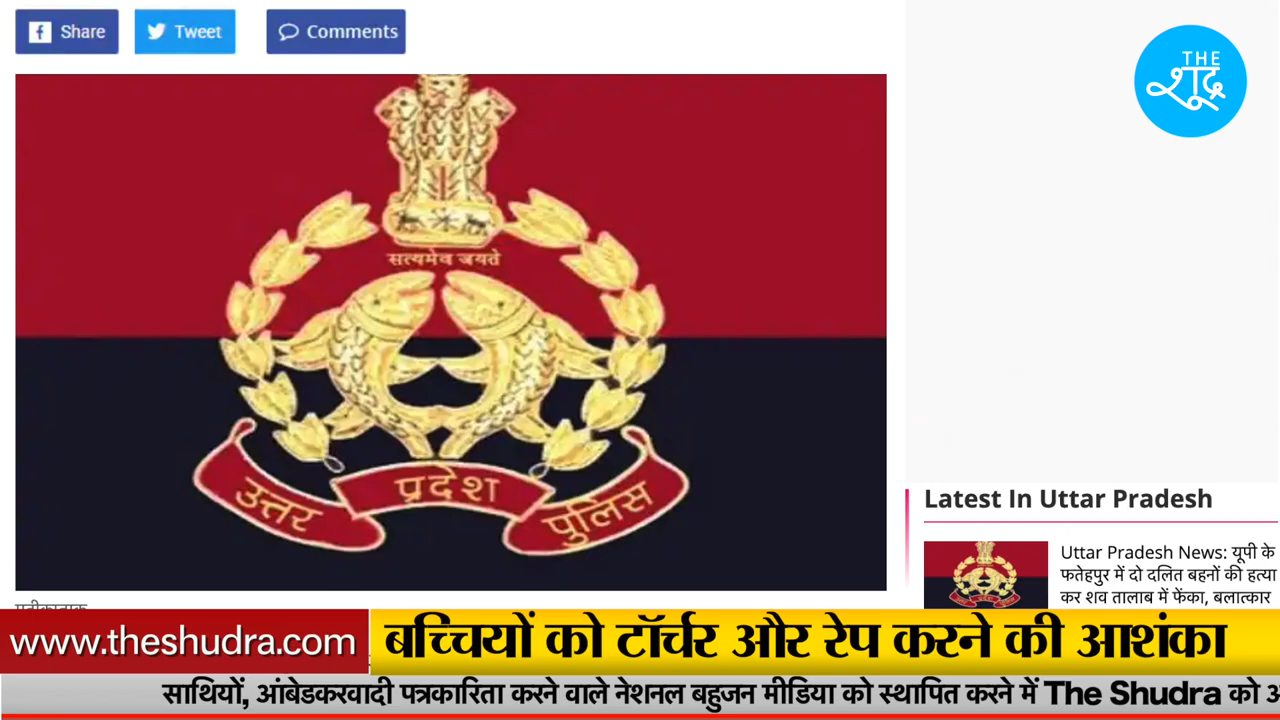 Share Tweet Comments
THE
शूद्र
सत्यमेव जयते
उत्तर प्रदेश पुलिस
Latest In Uttar Pradesh
Uttar Pradesh News: यूपी के
फतेहपुर में दो दलित बहनों की हत्या
कर शव तालाब में फेंका, बलात्कार
www.theshudra.com
बच्चियों को टॉर्चर और रेप करने की आशंका
साथियों, आंबेडकरवादी पत्रकारिता करने वाले नेशनल बहुजन मीडिया को स्थापित करने में The Shudra को